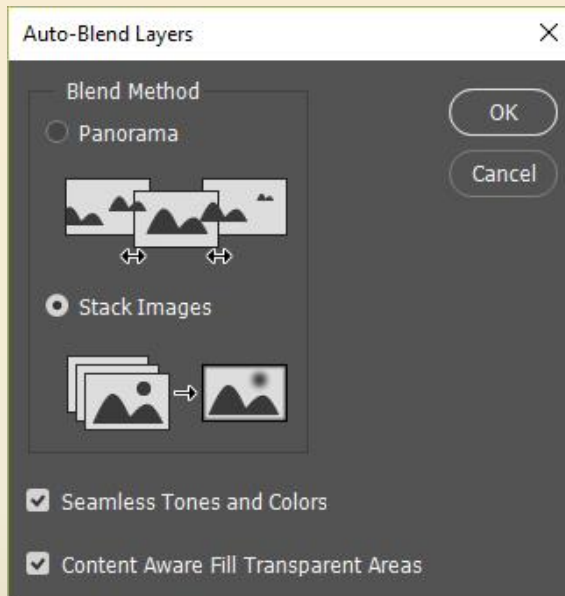 Auto-Blend Layers
Blend Method
Panorama
Stack Images
OK
Cancel
Seamless Tones and Colors
Content Aware Fill Transparent Areas